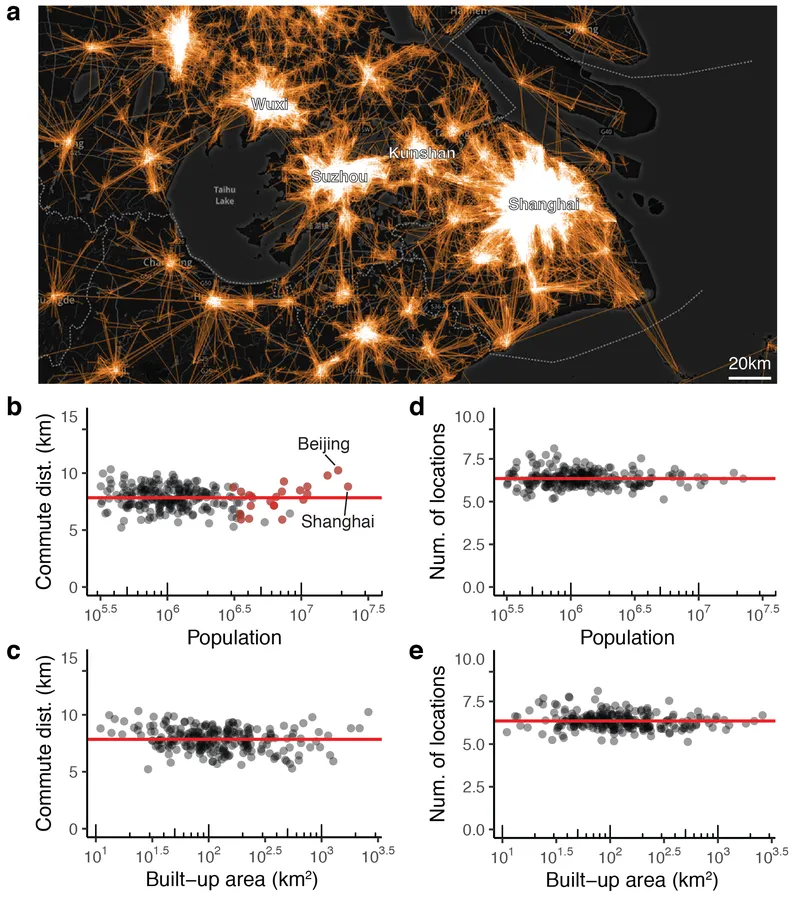 a
Wuxi
Kunshan
Suzhou
Shanghai
Taihu
Lake
G40
20km
b
Commute dist. (km)
15
10
5
0
Beijing
Shanghai
10^5.5 10^6 10^6.5 10^7 10^7.5
Population
d
Num. of locations
10.0
7.5
5.0
2.5
0.0
10^5.5 10^6 10^6.5 10^7 10^7.5
Population
c
Commute dist. (km)
15
10
5
0
10^1 10^1.5 10^2 10^2.5 10^3 10^3.5
Built–up area (km²)
e
Num. of locations
10.0
7.5
5.0
2.5
0.0
10^1 10^1.5 10^2 10^2.5 10^3 10^3.5
Built–up area (km²)